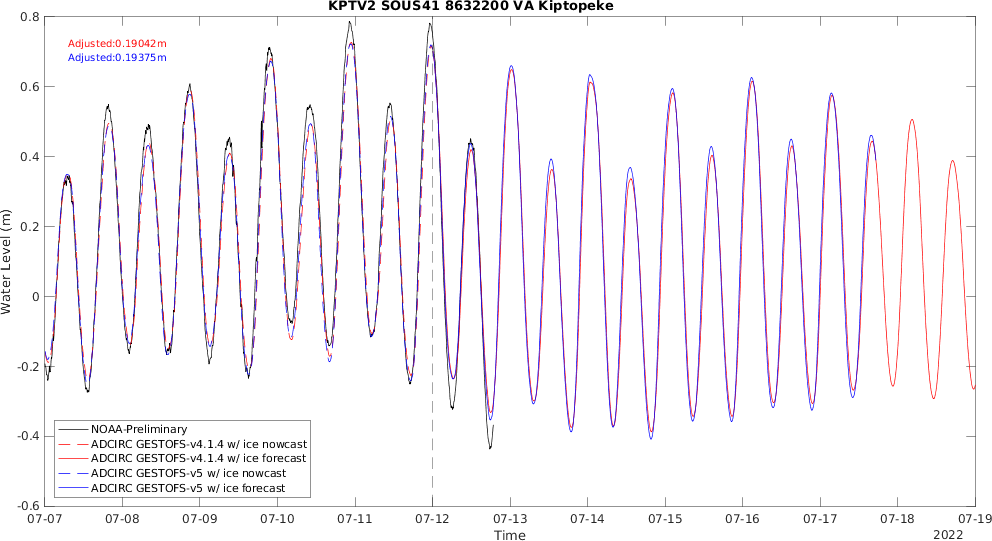 KPTV2 SOUS41 8632200 VA Kiptopeke
Adjusted:0.19042m
Adjusted:0.19375m
Water Level (m)
0.8
0.6
0.4
0.2
0
-0.2
-0.4
-0.6
NOAA-Preliminary
ADCIRC GESTOFS-v4.1.4 w/ ice nowcast
ADCIRC GESTOFS-v4.1.4 w/ ice forecast
ADCIRC GESTOFS-v5 w/ ice nowcast
ADCIRC GESTOFS-v5 w/ ice forecast
07-07 07-08 07-09 07-10 07-11 07-12 07-13 07-14 07-15 07-16 07-17 07-18 07-19
Time
2022